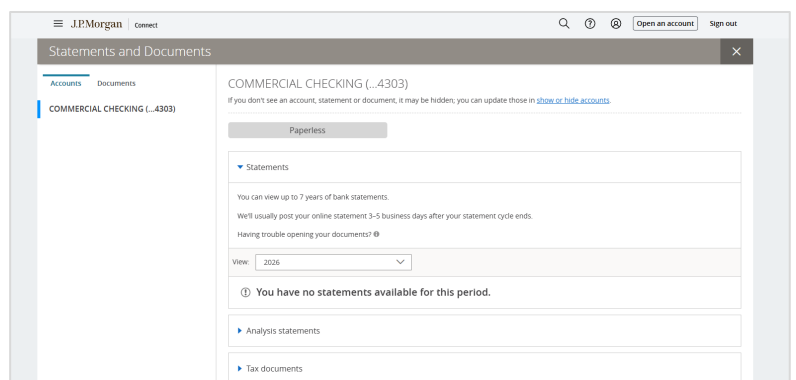 J.P.Morgan | Connect
Open an account
Sign out
Statements and Documents
Accounts
Documents
COMMERCIAL CHECKING (...4303)
COMMERCIAL CHECKING (...4303)
If you don't see an account, statement or document, it may be hidden; you can update those in show or hide accounts.
Paperless
Statements
You can view up to 7 years of bank statements.
We'll usually post your online statement 3–5 business days after your statement cycle ends.
Having trouble opening your documents?
View: 2026
You have no statements available for this period.
Analysis statements
Tax documents